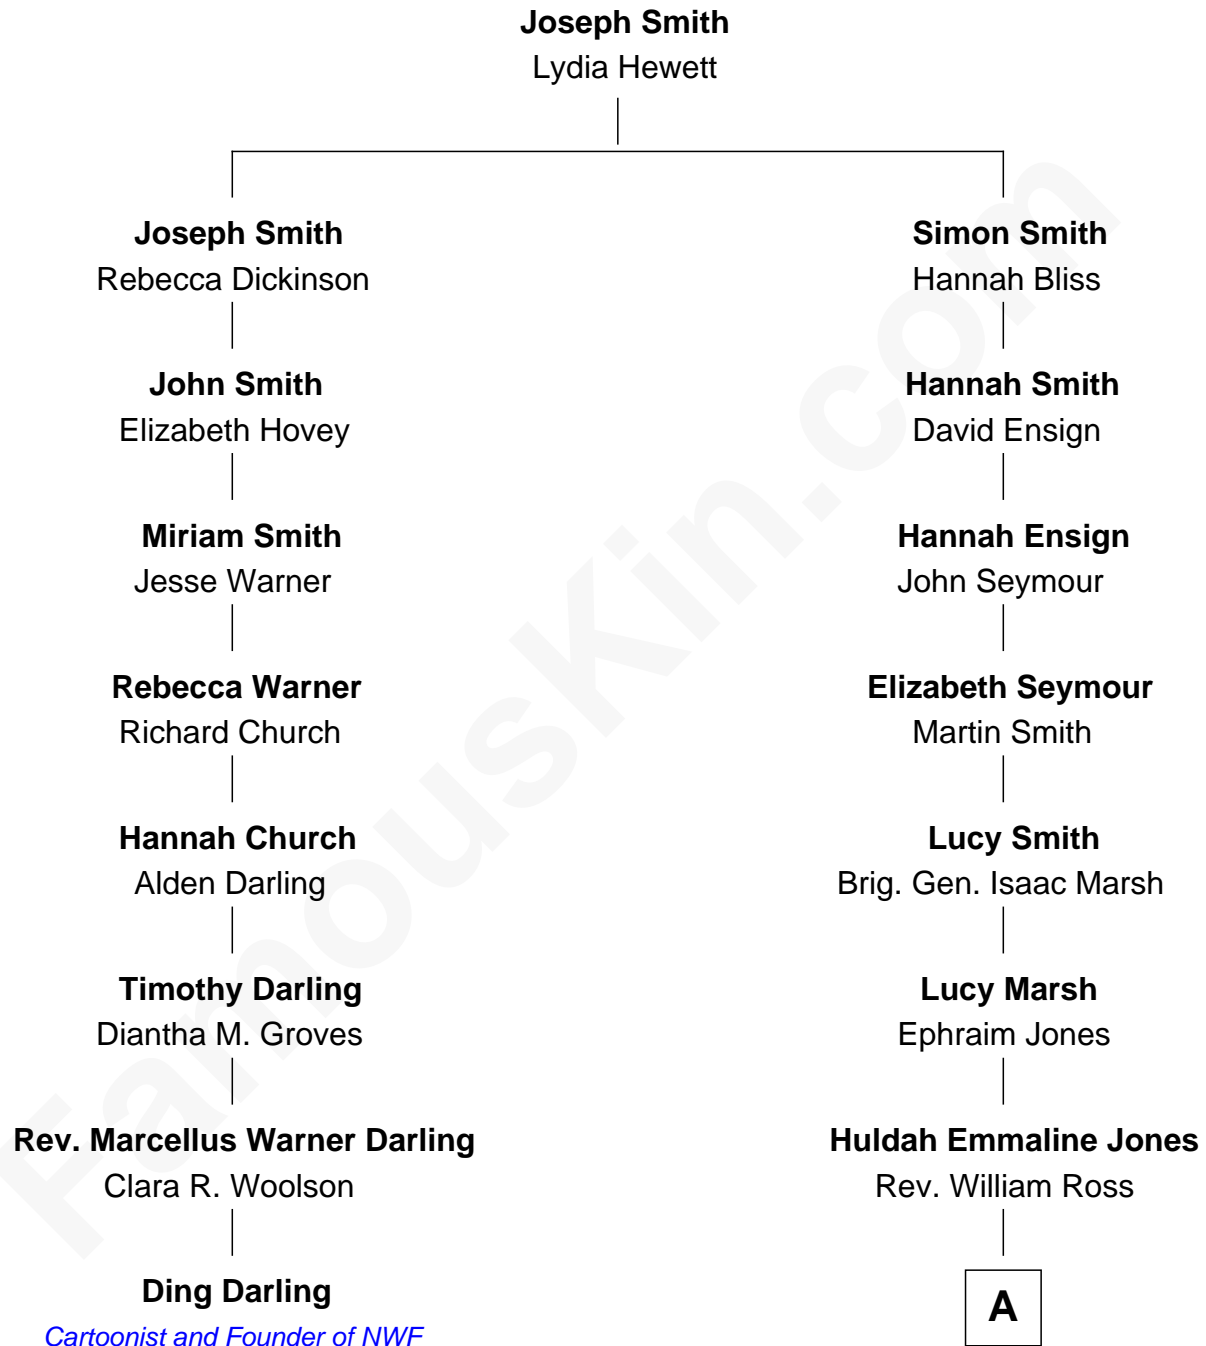 Joseph Smith
Lydia Hewett
Joseph Smith
Rebecca Dickinson
Simon Smith
Hannah Bliss
John Smith
Elizabeth Hovey
Hannah Smith
David Ensign
Miriam Smith
Jesse Warner
Hannah Ensign
John Seymour
Rebecca Warner
Richard Church
Elizabeth Seymour
Martin Smith
Hannah Church
Alden Darling
Lucy Smith
Brig. Gen. Isaac Marsh
Timothy Darling
Diantha M. Groves
Lucy Marsh
Ephraim Jones
Rev. Marcellus Warner Darling
Clara R. Woolson
Huldah Emmaline Jones
Rev. William Ross
Ding Darling
Cartoonist and Founder of NWF
A
FamousKin.com